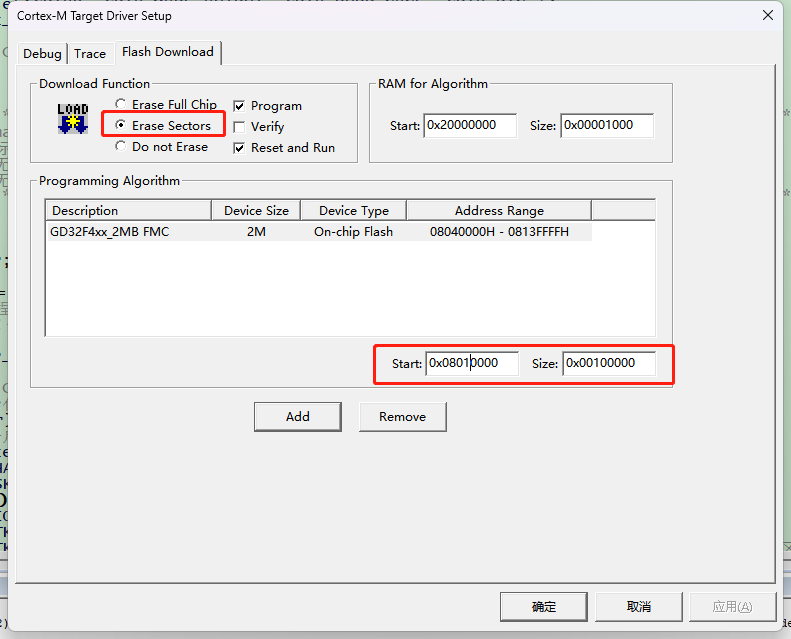 Cortex-M Target Driver Setup
Debug Trace Flash Download
Download Function
LOAD
Erase Full Chip Program
Erase Sectors Verify
Do not Erase Reset and Run
RAM for Algorithm
Start: 0x20000000 Size: 0x00001000
Programming Algorithm
Description Device Size Device Type Address Range
GD32F4xx_2MB FMC 2M On-chip Flash 08040000H - 0813FFFFH
Start: 0x08010000 Size: 0x00100000
Add Remove
确定 取消 应用(A)